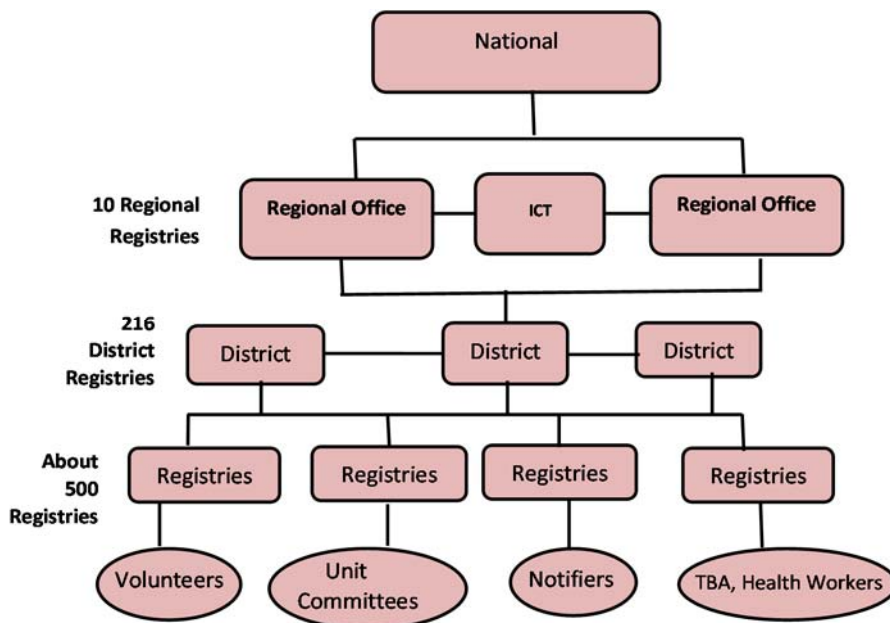 National
10 Regional
Registries
Regional Office
ICT
Regional Office
216
District
Registries
District
District
District
About
500
Registries
Registries
Registries
Registries
Registries
Volunteers
Unit
Committees
Notifiers
TBA, Health Workers